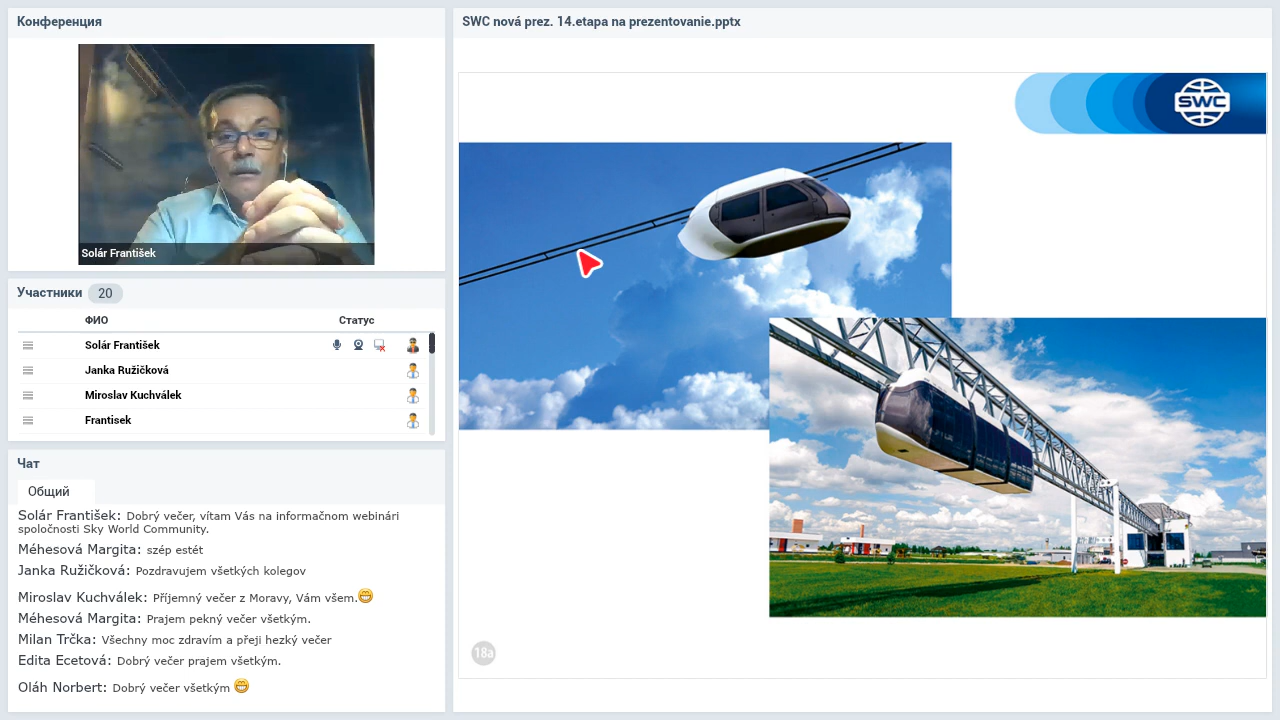 Конференция
Solár František
Участники 20
ФИО Статус
Solár František
Janka Ružičková
Miroslav Kuchválek
Frantisek
Чат
Общий
Solár František: Dobrý večer, vítam Vás na informačnom webinári
spoločnosti Sky World Community.
Méhesová Margita: szép estét
Janka Ružičková: Pozdravujem všetkých kolegov
Miroslav Kuchválek: Příjemný večer z Moravy, Vám všem.
Méhesová Margita: Prajem pekný večer všetkým.
Milan Trčka: Všechny moc zdravím a přeji hezký večer
Edita Ecetová: Dobrý večer prajem všetkým.
Oláh Norbert: Dobrý večer všetkým
SWC nová prez. 14.etapa na prezentovanie.pptx
SWC
18a